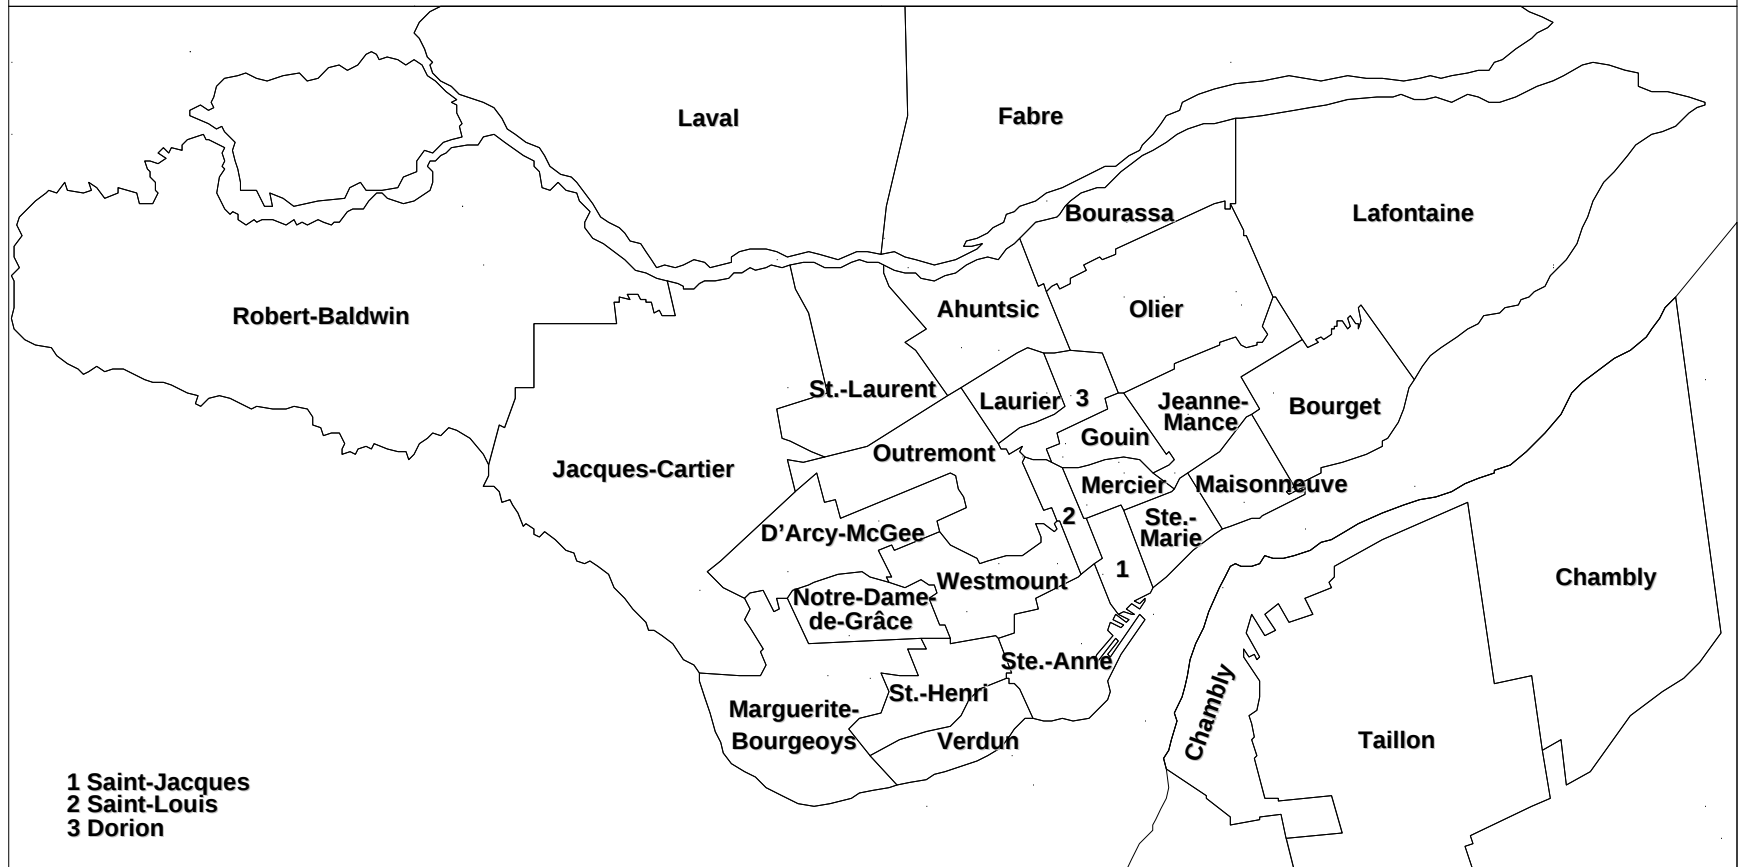 Laval
Fabre
Bourassa
Lafontaine
Robert-Baldwin
Ahuntsic
Olier
St.-Laurent
Laurier
3
Jeanne-
Mance
Bourget
Gouin
Outremont
Jacques-Cartier
Mercier
Maisonneuve
2
Ste.-
Marie
D’Arcy-McGee
1
Westmount
Chambly
Notre-Dame-
de-Grâce
Ste.-Anne
St.-Henri
Chambly
Marguerite-
Bourgeoys
Verdun
Taillon
1 Saint-Jacques
2 Saint-Louis
3 Dorion